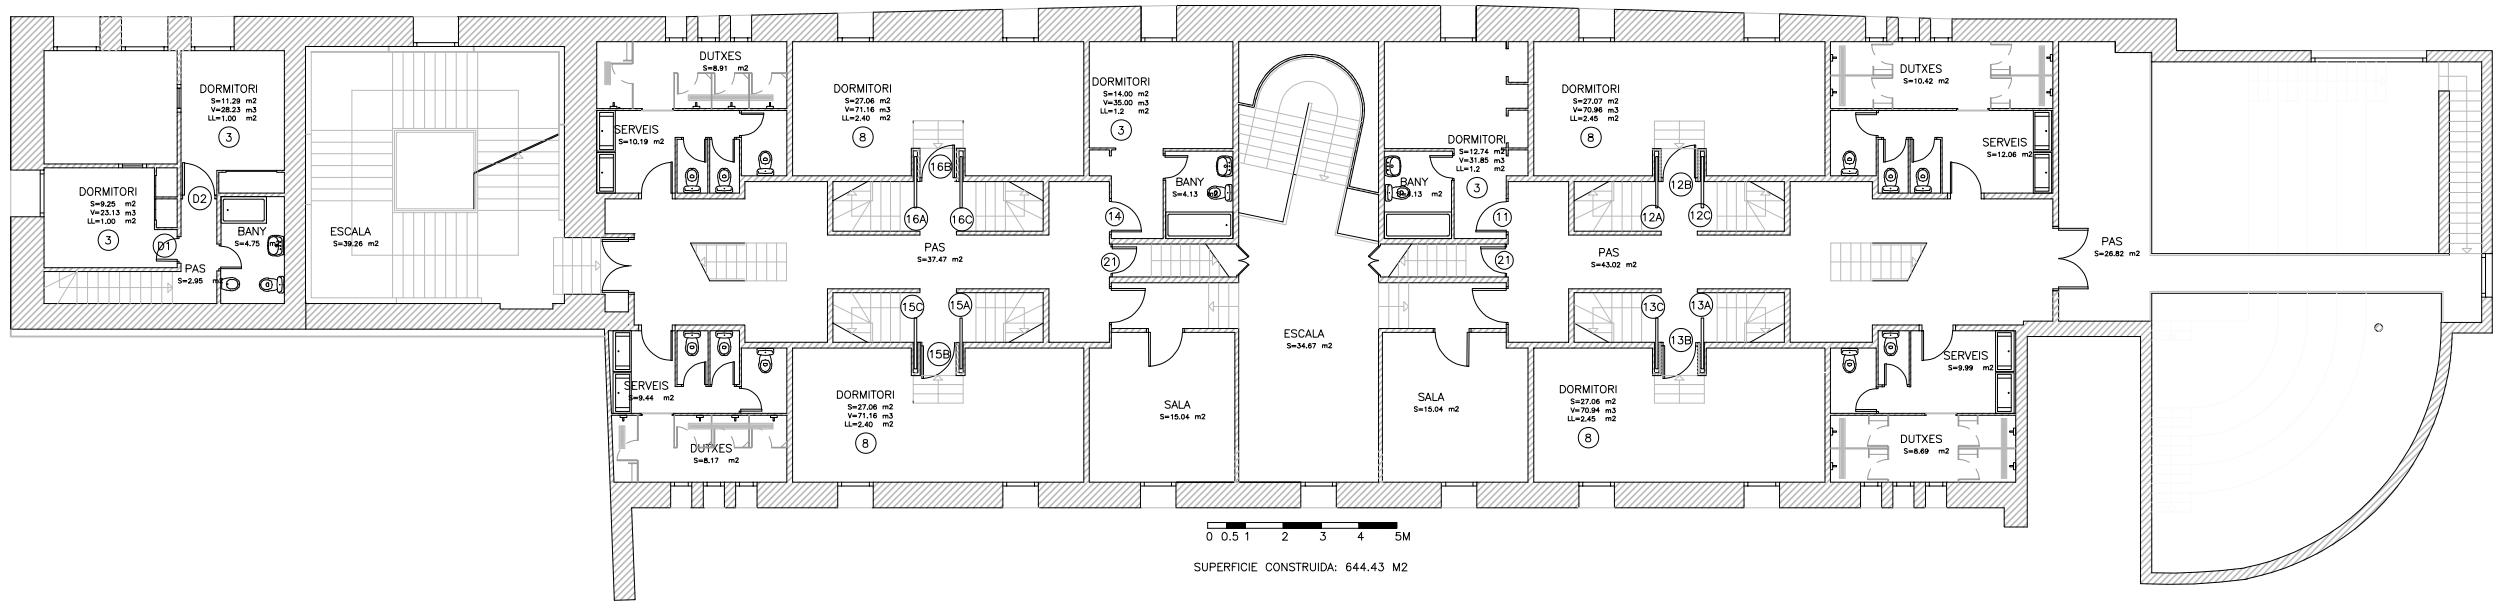 DORMITORI
S=11.29 m2
V=28.23 m3
LL=1.00 m2
3
DORMITORI
S=9.25 m2
V=23.13 m3
LL=1.00 m2
3
D2
D1
BANY
S=4.75 m2
PAS
S=2.95 m2
ESCALA
S=39.26 m2
DUTXES
S=8.91 m2
SERVEIS
S=10.19 m2
DORMITORI
S=27.06 m2
V=71.16 m3
LL=2.40 m2
8
16B
16A
16C
PAS
S=37.47 m2
15C
15A
15B
SERVEIS
S=9.44 m2
DUTXES
S=8.17 m2
DORMITORI
S=27.06 m2
V=71.16 m3
LL=2.40 m2
8
DORMITORI
S=14.00 m2
V=35.00 m3
LL=1.2 m2
3
BANY
S=4.13 m2
14
21
SALA
S=15.04 m2
ESCALA
S=34.67 m2
DORMITORI
S=12.74 m2
V=31.85 m3
LL=1.2 m2
3
BANY
S=4.13 m2
11
21
SALA
S=15.04 m2
DORMITORI
S=27.07 m2
V=70.96 m3
LL=2.45 m2
8
12B
12A
12C
PAS
S=43.02 m2
13C
13A
13B
DORMITORI
S=27.06 m2
V=70.94 m3
LL=2.45 m2
8
DUTXES
S=10.42 m2
SERVEIS
S=12.06 m2
PAS
S=26.82 m2
SERVEIS
S=9.99 m2
DUTXES
S=8.69 m2
0 0.5 1 2 3 4 5M
SUPERFICIE CONSTRUIDA: 644.43 M2